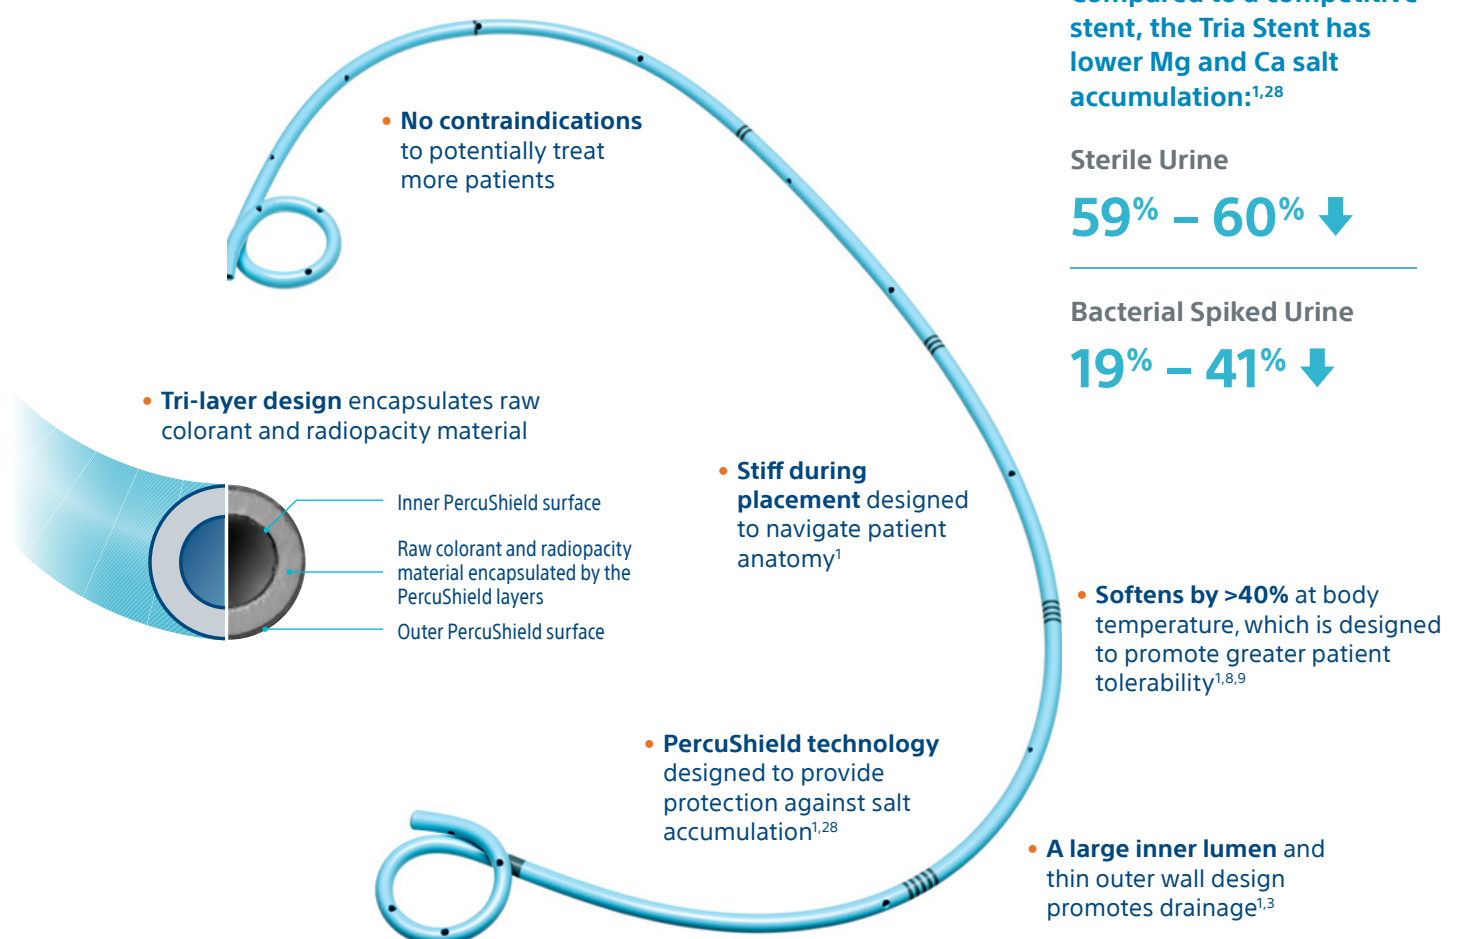 Compared to a competitive
stent, the Tria Stent has
lower Mg and Ca salt
accumulation:1,28
Sterile Urine
59% – 60%
Bacterial Spiked Urine
19% – 41%
• No contraindications
to potentially treat
more patients
• Tri-layer design encapsulates raw
colorant and radiopacity material
Inner PercuShield surface
Raw colorant and radiopacity
material encapsulated by the
PercuShield layers
Outer PercuShield surface
• Stiff during
placement designed
to navigate patient
anatomy1
• Softens by >40% at body
temperature, which is designed
to promote greater patient
tolerability1,8,9
• PercuShield technology
designed to provide
protection against salt
accumulation1,28
• A large inner lumen and
thin outer wall design
promotes drainage1,3